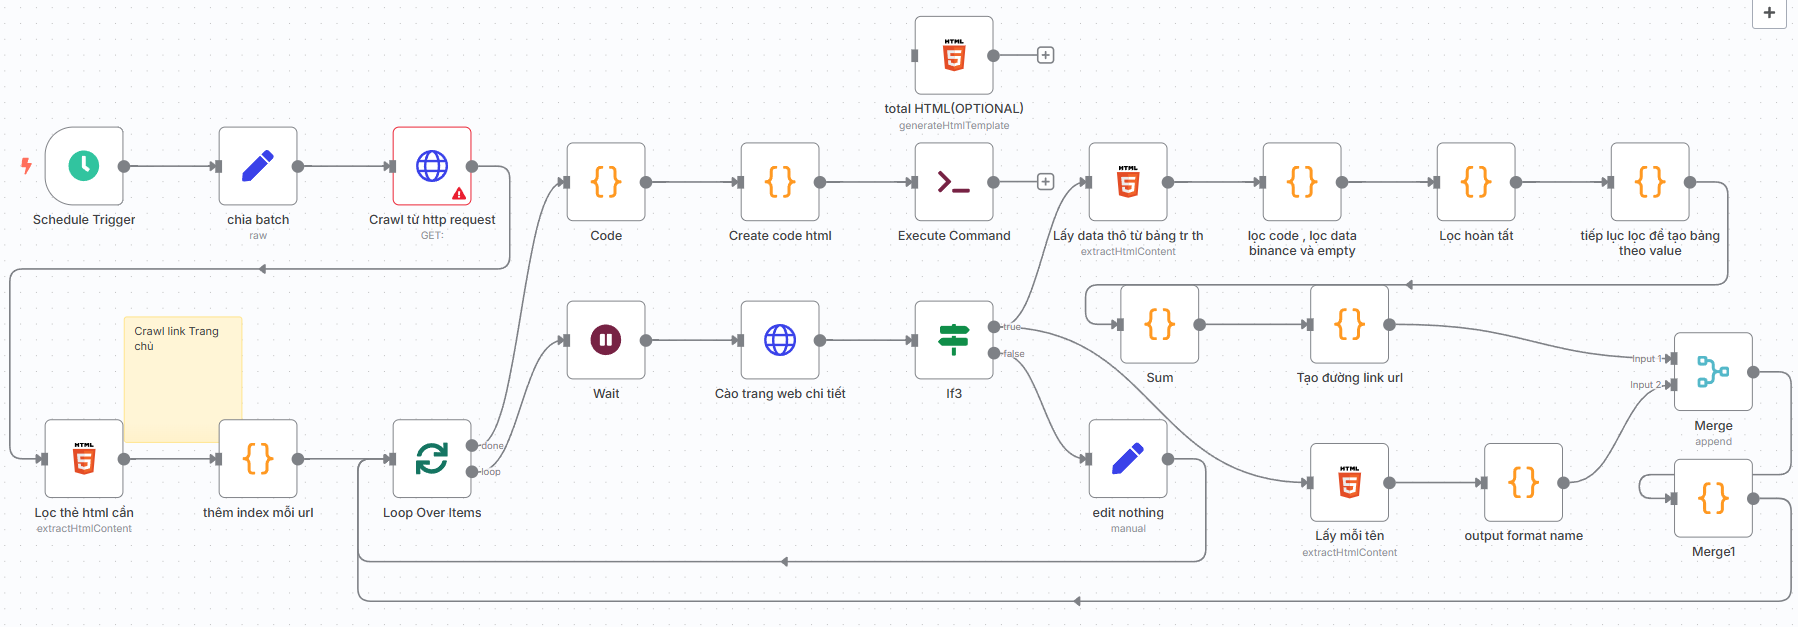 HTML
total HTML(OPTIONAL)
generateHtmlTemplate
Schedule Trigger
chia batch
raw
Crawl từ http request
GET:
Code
Create code html
Execute Command
HTML
Lấy data thô từ bảng tr th
extractHtmlContent
lọc code , lọc data
binance và empty
Lọc hoàn tất
tiếp lục lọc để tạo bảng
theo value
Crawl link Trang
chủ
Wait
Cào trang web chi tiết
true
false
If3
Sum
Tạo đường link url
Input 1
Input 2
Merge
append
HTML
Lọc thẻ html cần
extractHtmlContent
thêm index mỗi url
done
loop
Loop Over Items
edit nothing
manual
HTML
Lấy mỗi tên
extractHtmlContent
output format name
Merge1